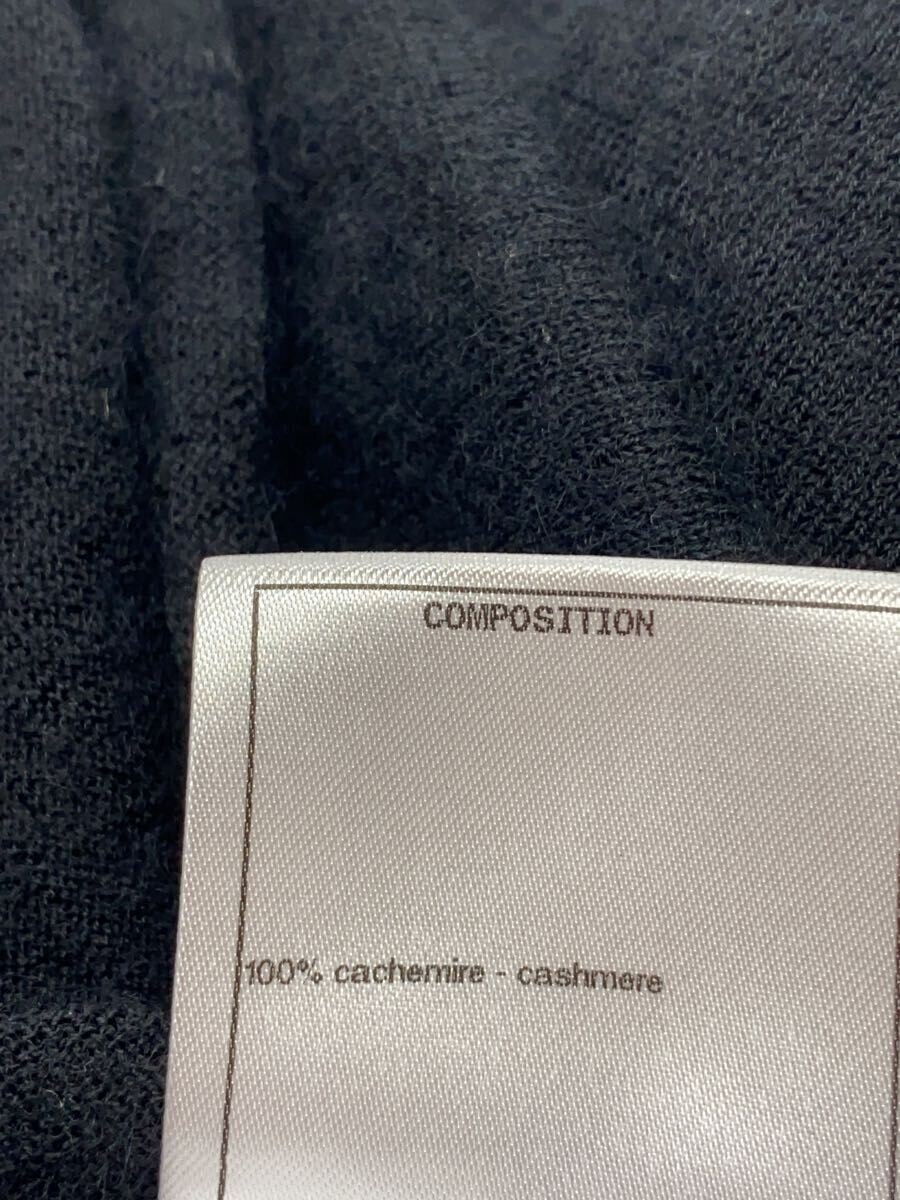 COMPOSITION
100% cachemire - cashmere